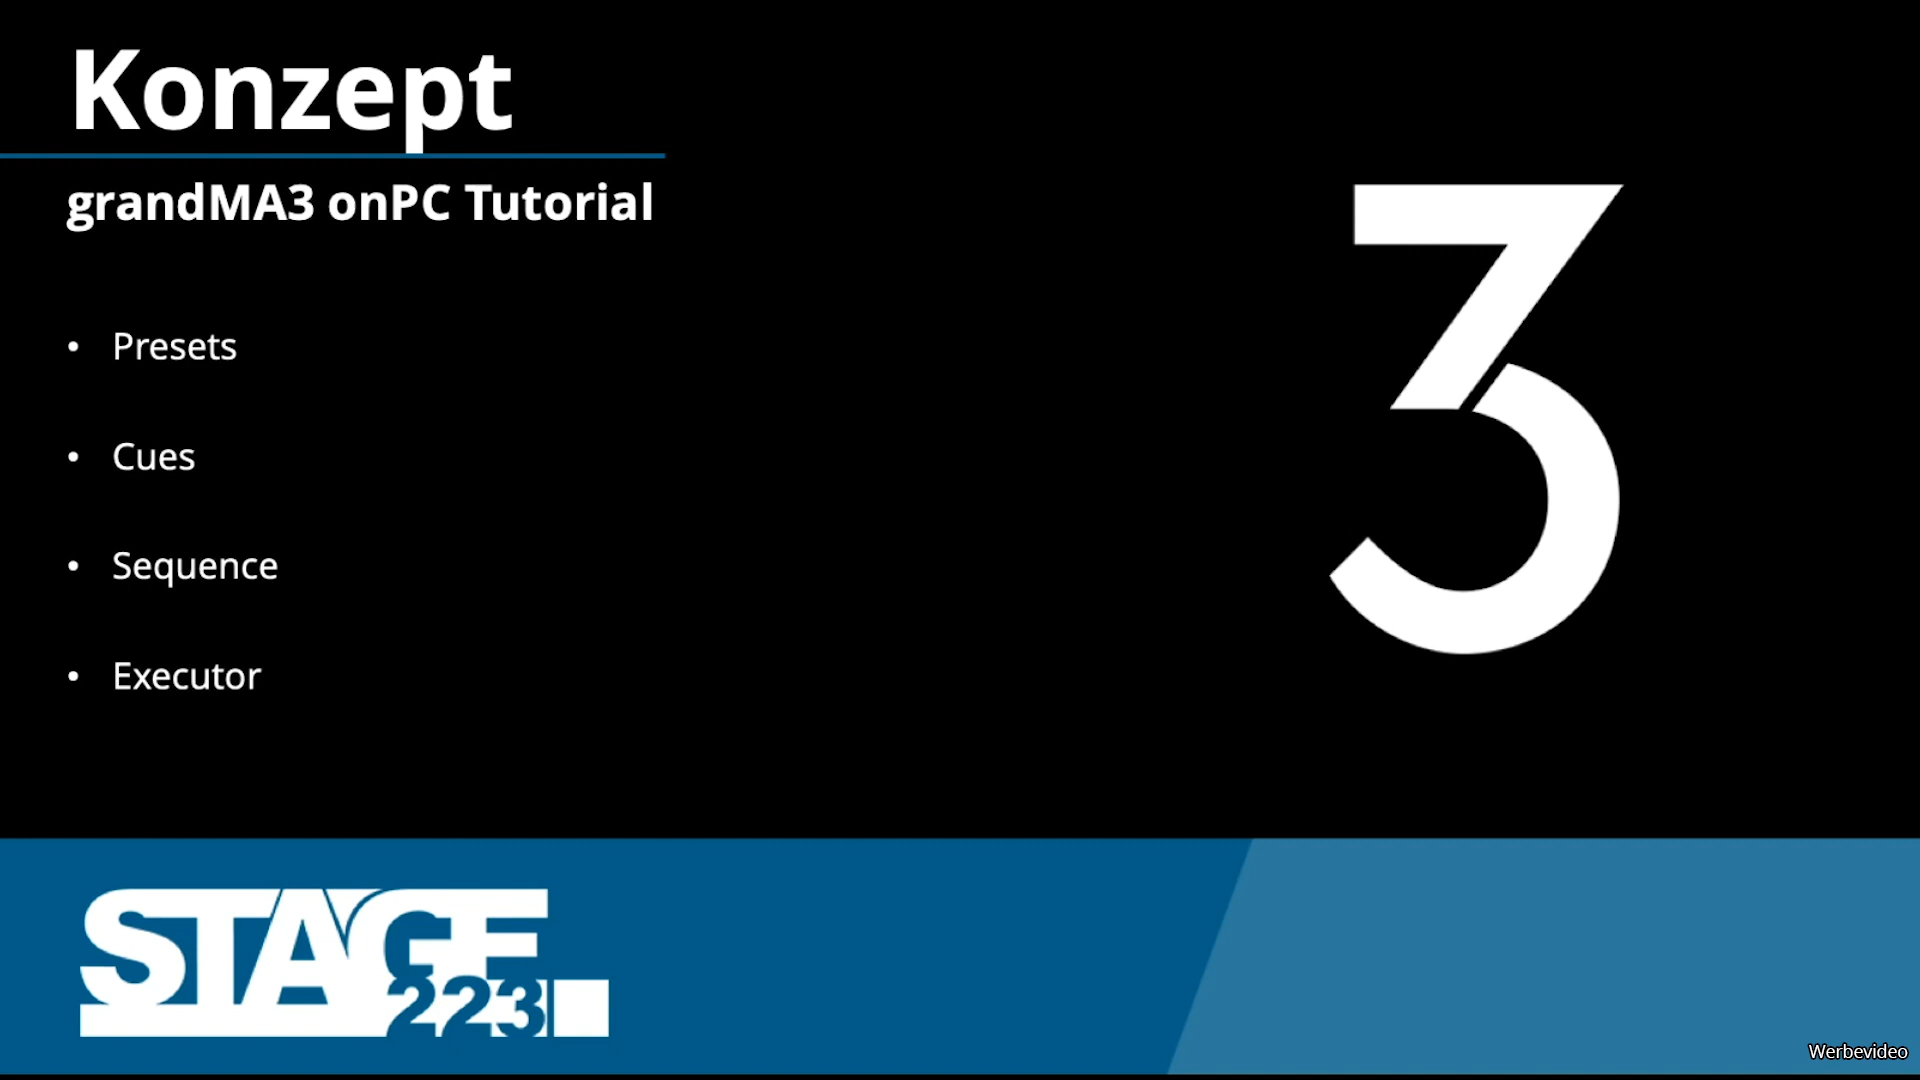 Konzept
grandMA3 onPC Tutorial
• Presets
• Cues
• Sequence
• Executor
3
STAGE
223
Werbevideo